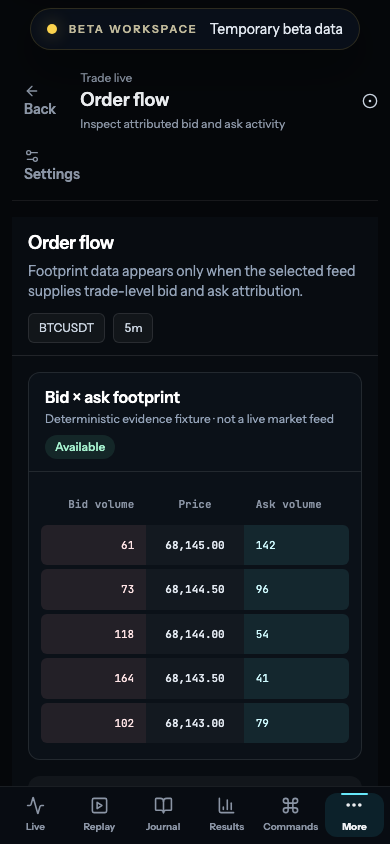 BETA WORKSPACE Temporary beta data
Trade live
Back
Order flow
Inspect attributed bid and ask activity
Settings
Order flow
Footprint data appears only when the selected feed
supplies trade-level bid and ask attribution.
BTCUSDT 5m
Bid × ask footprint
Deterministic evidence fixture · not a live market feed
Available
Bid volume Price Ask volume
61 68,145.00 142
73 68,144.50 96
118 68,144.00 54
164 68,143.50 41
102 68,143.00 79
Live Replay Journal Results Commands More